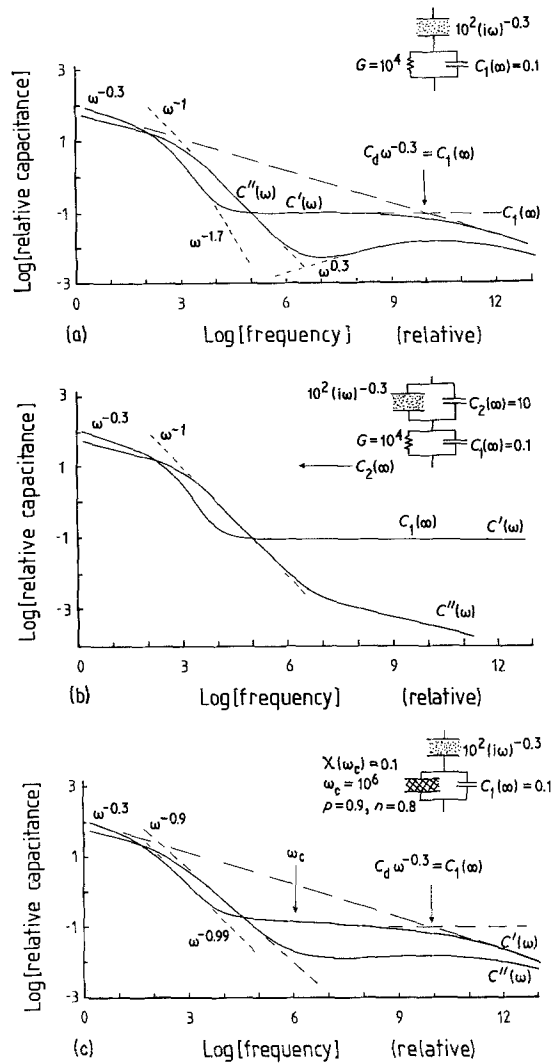 10²(iω)⁻⁰·³
G=10⁴
C₁(∞)=0.1
3
ω⁻⁰·³
ω⁻¹
C_dω⁻⁰·³=C₁(∞)
1
C″(ω)
C′(ω)
-1
C₁(∞)
ω⁻¹·⁷
ω⁰·³
-3
0 3 6 9 12
Log[relative capacitance]
(a) Log[frequency] (relative)
10²(iω)⁻⁰·³
C₂(∞)=10
G=10⁴
C₁(∞)=0.1
3
ω⁻⁰·³
ω⁻¹
C₂(∞)
1
C₁(∞) C′(ω)
-1
-3
C″(ω)
0 3 6 9 12
Log[relative capacitance]
(b) Log[frequency] (relative)
10²(iω)⁻⁰·³
χ(ω_c)=0.1
ω_c=10⁶
p=0.9, n=0.8
C₁(∞)=0.1
3
ω⁻⁰·³
ω⁻⁰·⁹
ω_c
C_dω⁻⁰·³=C₁(∞)
1
-1
C′(ω)
ω⁻⁰·⁹⁹
C″(ω)
-3
0 3 6 9 12
Log[relative capacitance]
(c) Log[frequency] (relative)